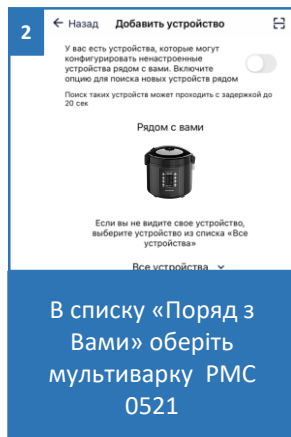 2
← Назад Добавить устройство
У вас есть устройства, которые могут
конфигурировать ненастроенные
устройства рядом с вами. Включите
опцию для поиска новых устройств рядом
Поиск таких устройств может проходить с задержкой до
20 сек
Рядом с вами
Если вы не видите свое устройство,
выберите устройство из списка «Все
устройства»
Все устройства
В списку «Поряд з
Вами» оберіть
мультиварку РМС
0521